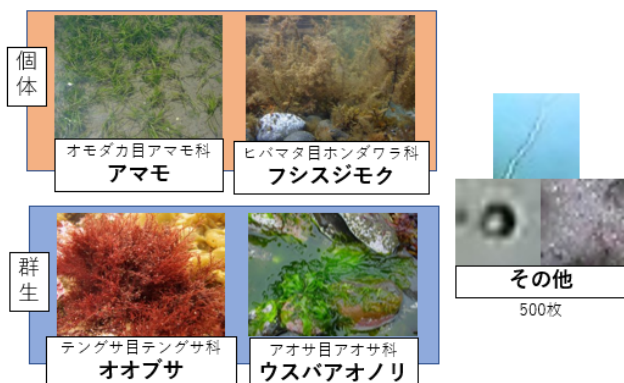 個体
オモダカ目アマモ科
アマモ
ヒバマタ目ホンダワラ科
フシスジモク
群生
テングサ目テングサ科
オオブサ
アオサ目アオサ科
ウスバアオノリ
その他
500枚